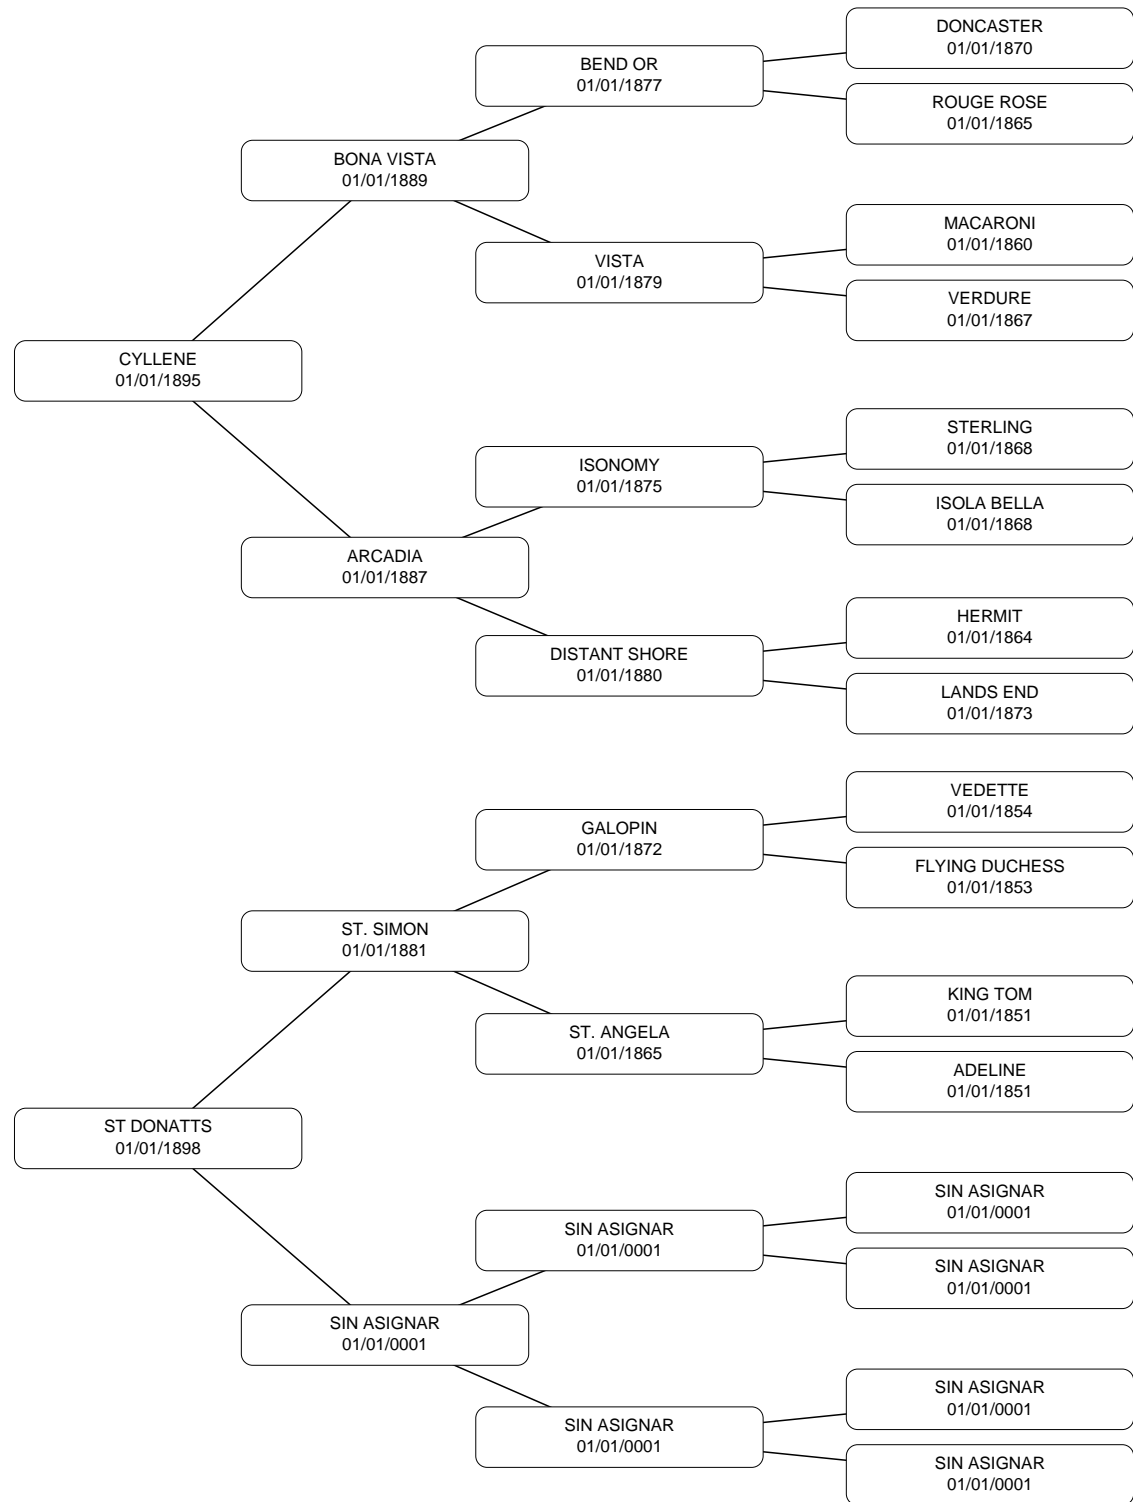 DONCASTER
01/01/1870
BEND OR
01/01/1877
ROUGE ROSE
01/01/1865
BONA VISTA
01/01/1889
MACARONI
01/01/1860
VISTA
01/01/1879
VERDURE
01/01/1867
CYLLENE
01/01/1895
STERLING
01/01/1868
ISONOMY
01/01/1875
ISOLA BELLA
01/01/1868
ARCADIA
01/01/1887
HERMIT
01/01/1864
DISTANT SHORE
01/01/1880
LANDS END
01/01/1873
VEDETTE
01/01/1854
GALOPIN
01/01/1872
FLYING DUCHESS
01/01/1853
ST. SIMON
01/01/1881
KING TOM
01/01/1851
ST. ANGELA
01/01/1865
ADELINE
01/01/1851
ST DONATTS
01/01/1898
SIN ASIGNAR
01/01/0001
SIN ASIGNAR
01/01/0001
SIN ASIGNAR
01/01/0001
SIN ASIGNAR
01/01/0001
SIN ASIGNAR
01/01/0001
SIN ASIGNAR
01/01/0001
SIN ASIGNAR
01/01/0001